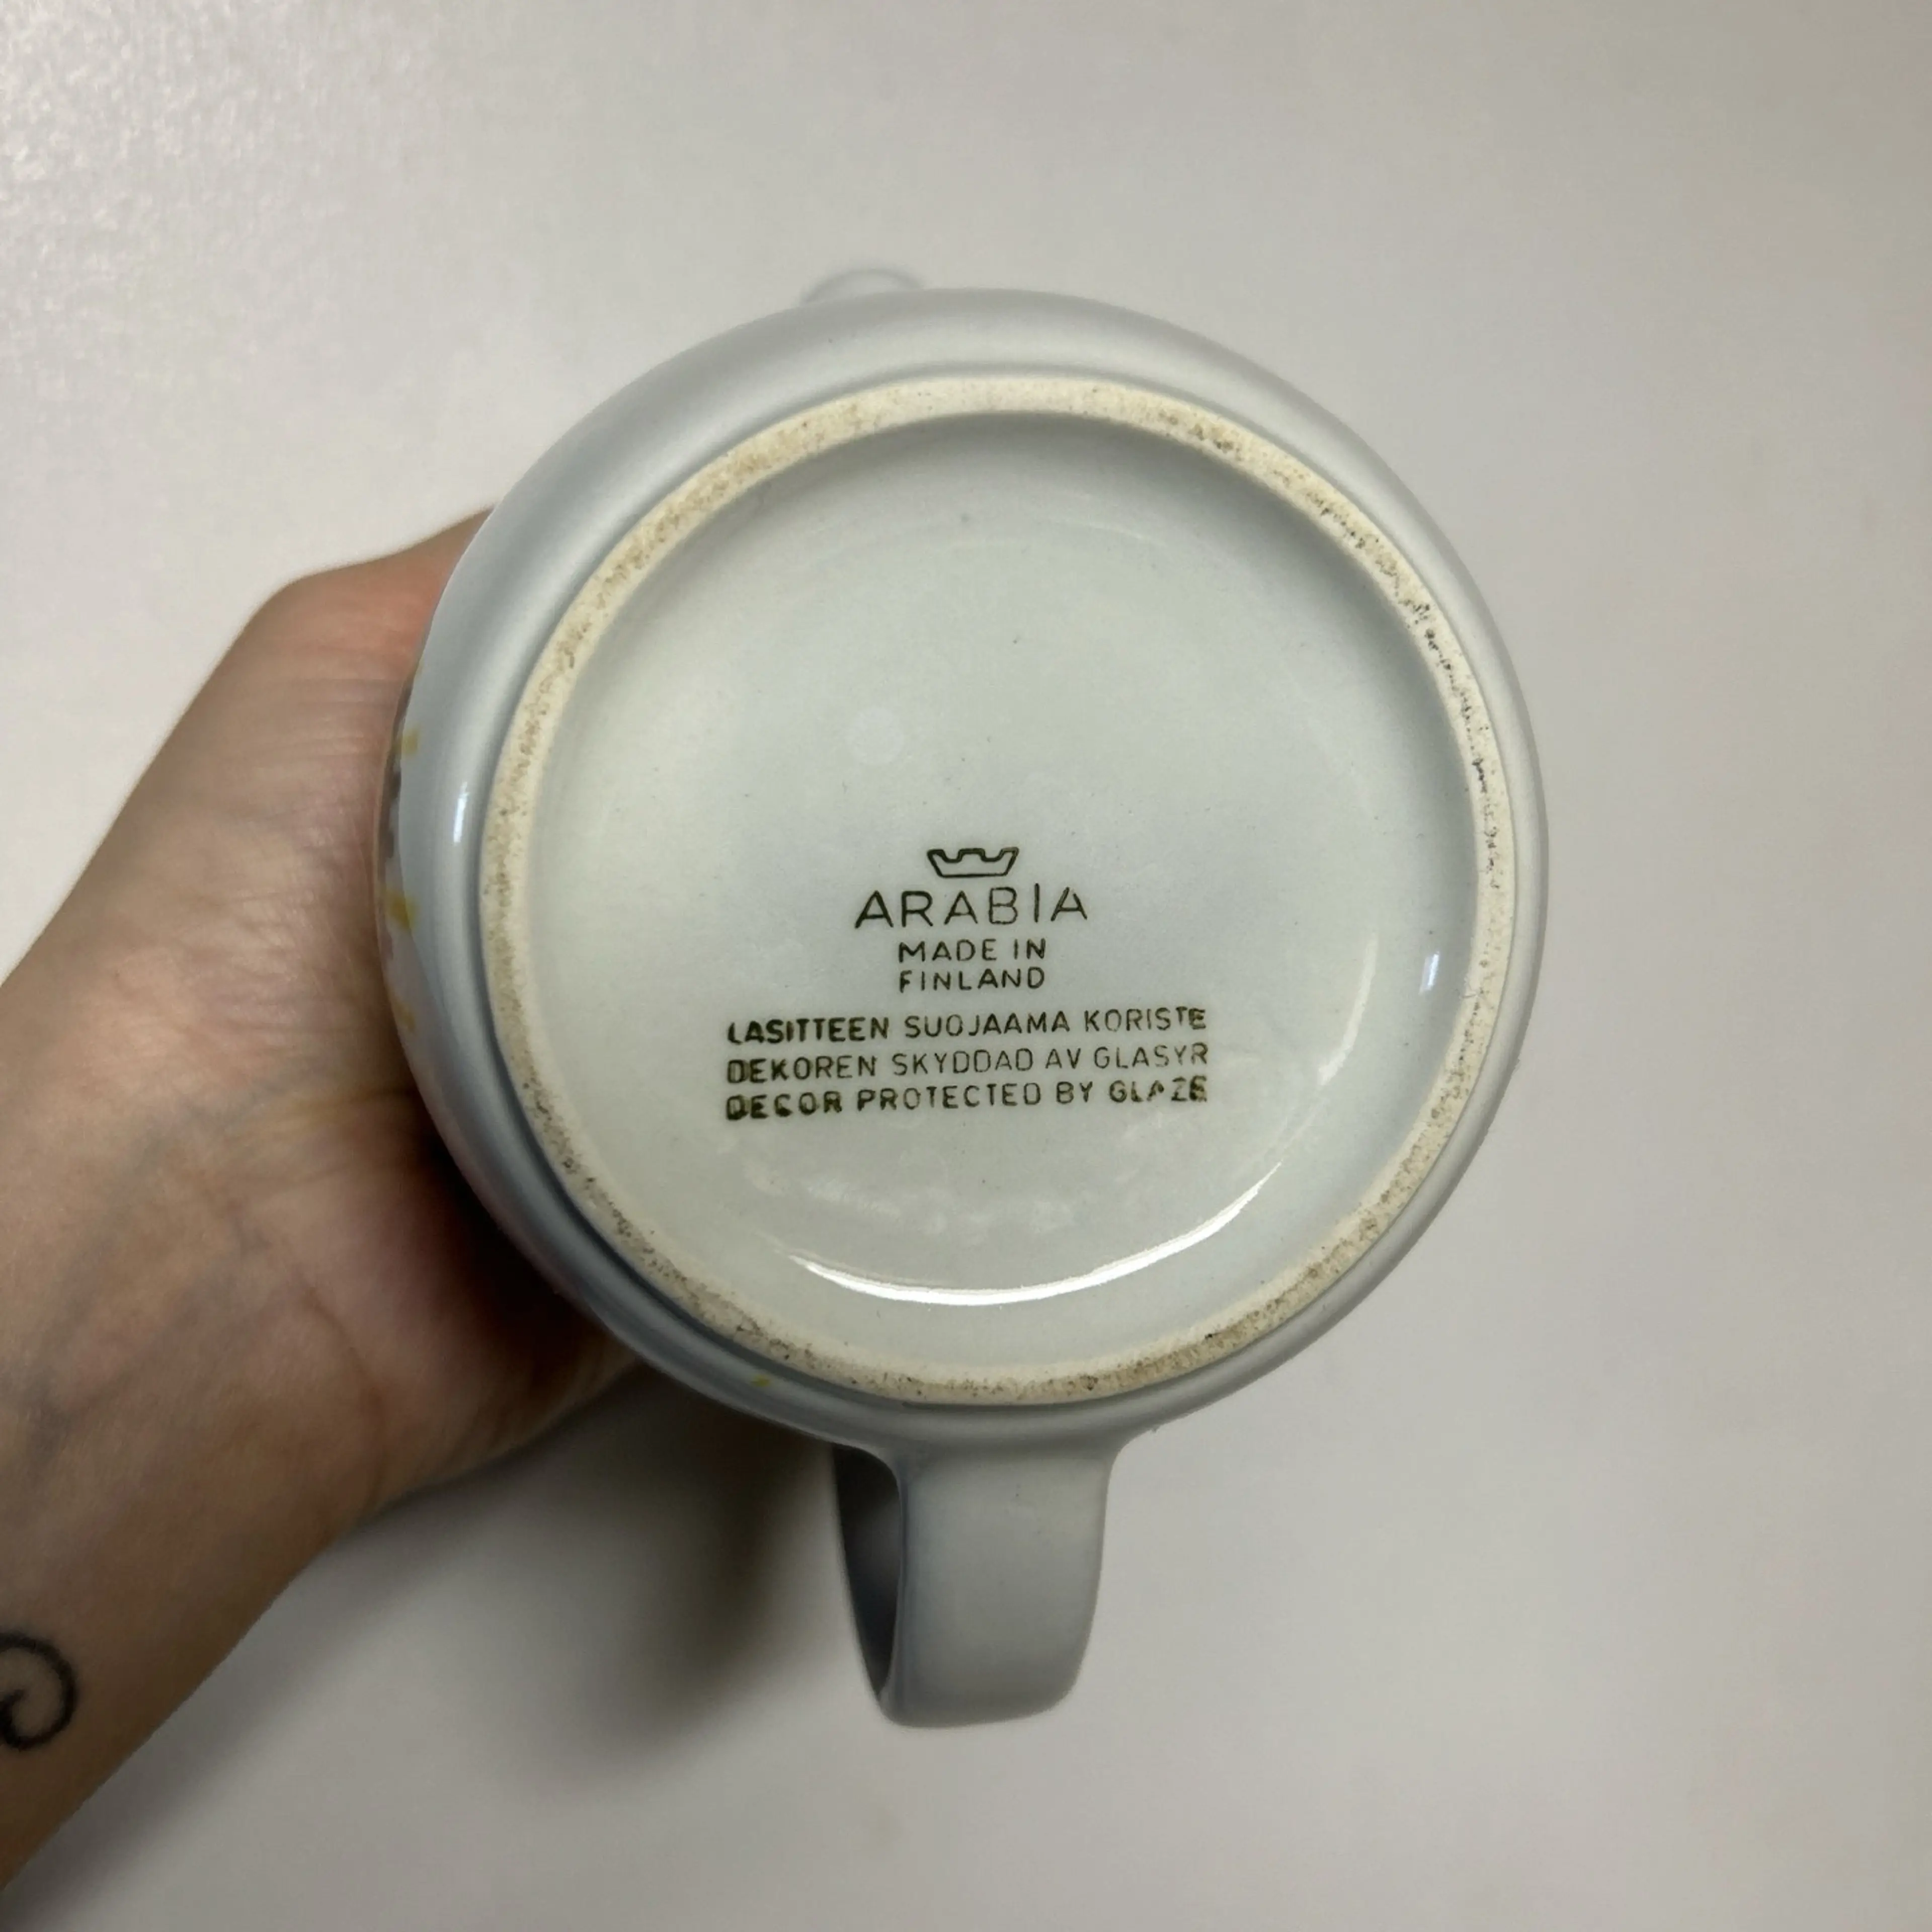 ARABIA
MADE IN
FINLAND
LASITTEEN SUOJAAMA KORISTE
DEKOREN SKYDDAD AV GLASYR
DECOR PROTECTED BY GLAZE